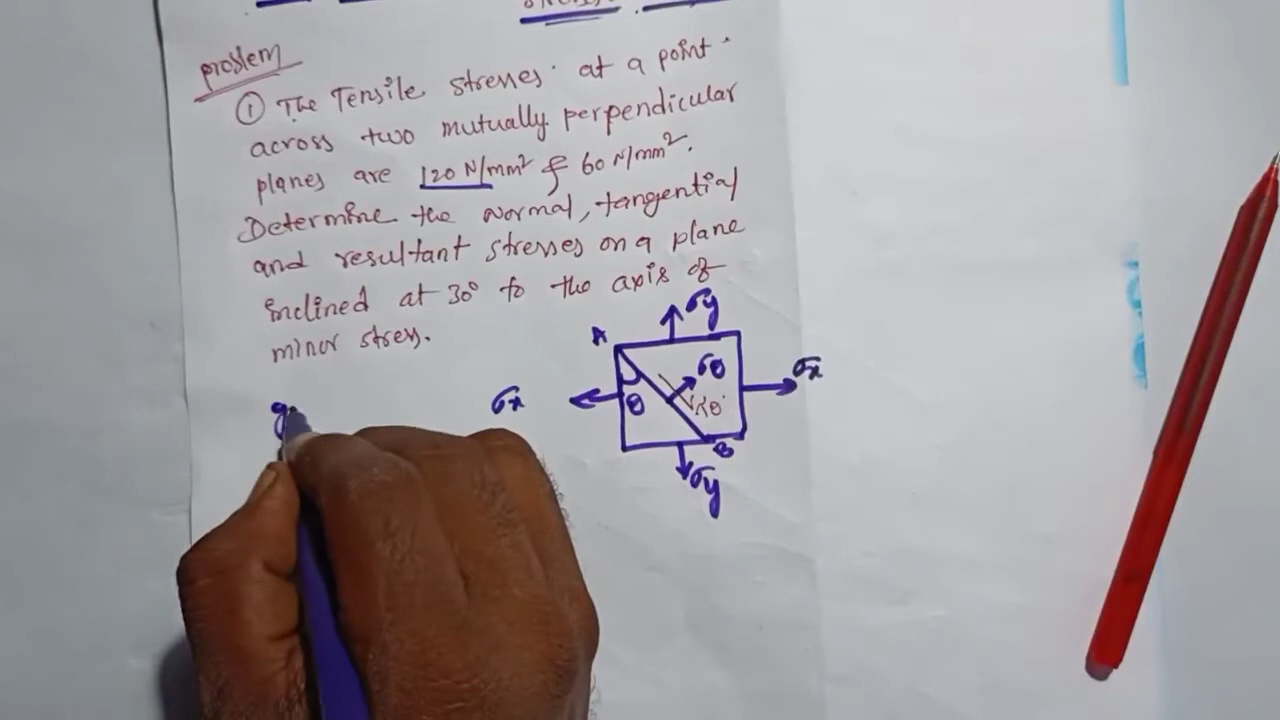 problem
① The Tensile stresses at a point
across two mutually perpendicular
planes are 120 N/mm² & 60 N/mm².
Determine the Normal, tangential
and resultant stresses on a plane
inclined at 30° to the axis of
minor stress.
σy
A
σθ
σx
σx
θ
B
σy